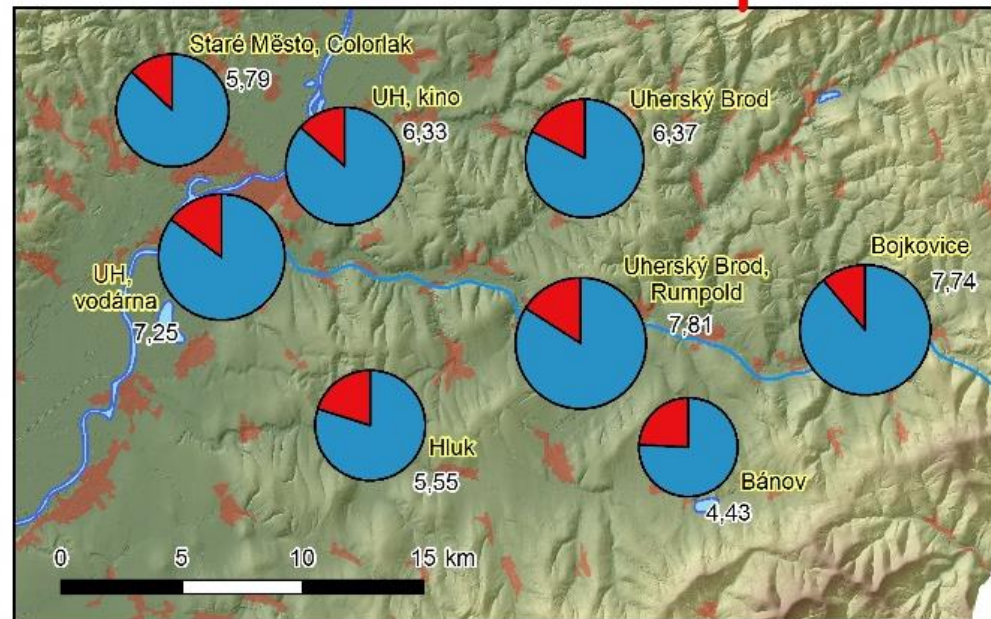 Staré Město, Colorlak
5,79
UH, kino
6,33
Uherský Brod
6,37
UH,
vodárna
7,25
Uherský Brod,
Rumpold
7,81
Bojkovice
7,74
Hluk
5,55
Bánov
4,43
0 5 10 15 km